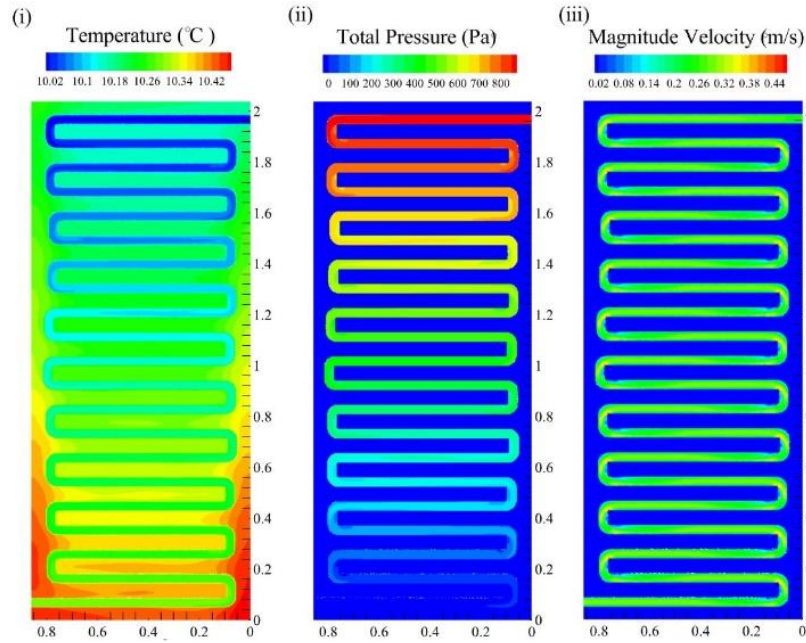 (i)
Temperature (℃ )
10.02 10.1 10.18 10.26 10.34 10.42
2
1.8
1.6
1.4
1.2
1
0.8
0.6
0.4
0.2
0
0.8 0.6 0.4 0.2 0
(ii)
Total Pressure (Pa)
0 100 200 300 400 500 600 700 800
2
1.8
1.6
1.4
1.2
1
0.8
0.6
0.4
0.2
0
0.8 0.6 0.4 0.2 0
(iii)
Magnitude Velocity (m/s)
0.02 0.08 0.14 0.2 0.26 0.32 0.38 0.44
0.8 0.6 0.4 0.2 0